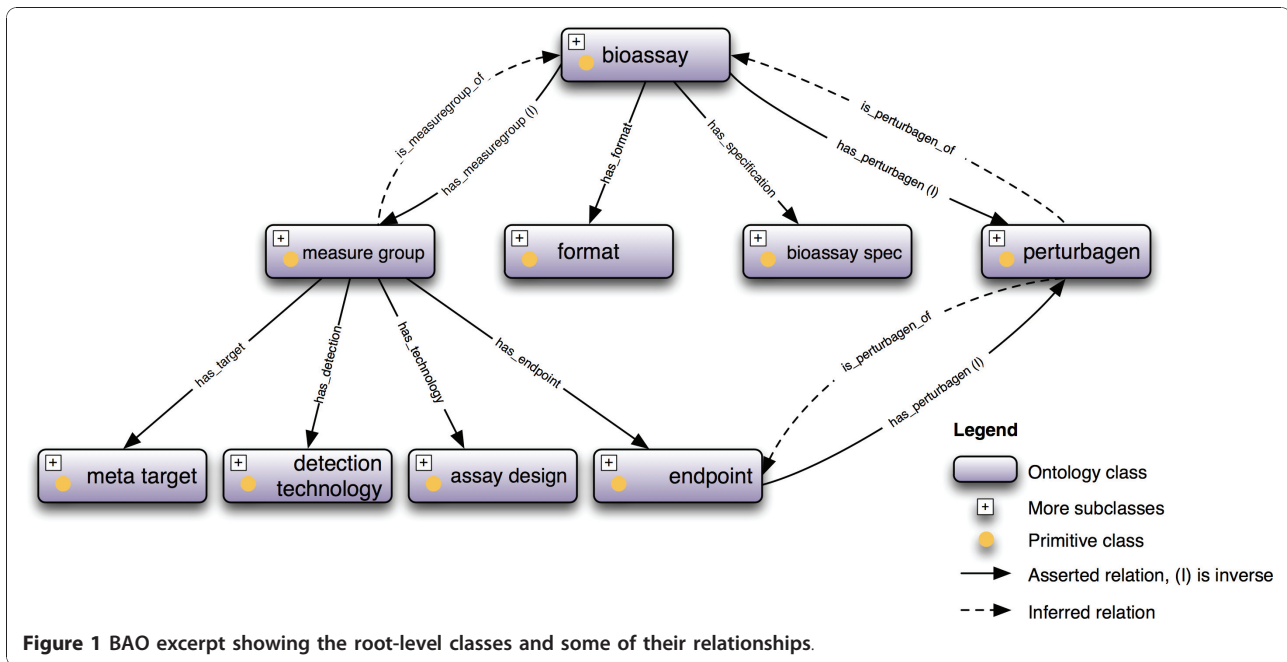 bioassay
is_measuregroup_of
has_measuregroup (I)
has_format
has_specification
has_perturbagen (I)
is_perturbagen_of
measure group
format
bioassay spec
perturbagen
has_target
has_detection
has_technology
has_endpoint
is_perturbagen_of
has_perturbagen (I)
meta target
detection
technology
assay design
endpoint
Legend
Ontology class
+ More subclasses
Primitive class
Asserted relation, (I) is inverse
Inferred relation
Figure 1 BAO excerpt showing the root-level classes and some of their relationships.